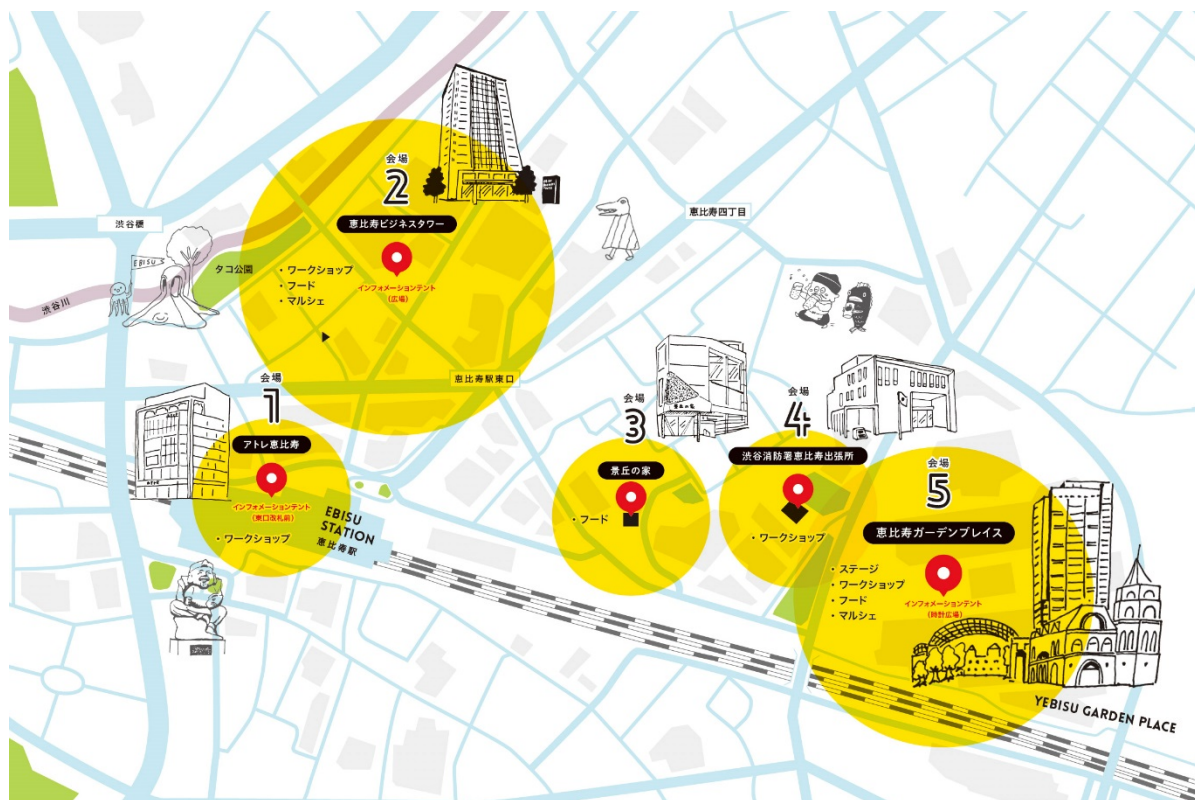 会場
2
恵比寿ビジネスタワー
・ワークショップ
・フード
・マルシェ
インフォメーションテント
(広場)
渋谷橋
EBISU
タコ公園
渋谷川
恵比寿四丁目
恵比寿駅東口
会場
1
アトレ恵比寿
インフォメーションテント
(東口改札前)
・ワークショップ
EBISU
STATION
恵比寿駅
会場
3
景丘の家
・フード
会場
4
渋谷消防署恵比寿出張所
・ワークショップ
会場
5
恵比寿ガーデンプレイス
・ステージ
・ワークショップ
・フード
・マルシェ
インフォメーションテント
(時計広場)
YEBISU GARDEN PLACE